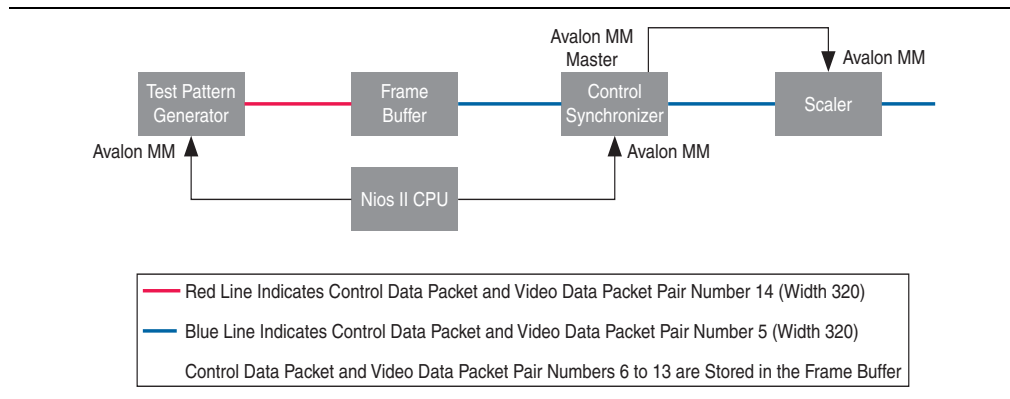 Avalon MM
Master
Avalon MM
Test Pattern
Generator
Frame
Buffer
Control
Synchronizer
Scaler
Avalon MM
Avalon MM
Nios II CPU
Red Line Indicates Control Data Packet and Video Data Packet Pair Number 14 (Width 320)
Blue Line Indicates Control Data Packet and Video Data Packet Pair Number 5 (Width 320)
Control Data Packet and Video Data Packet Pair Numbers 6 to 13 are Stored in the Frame Buffer